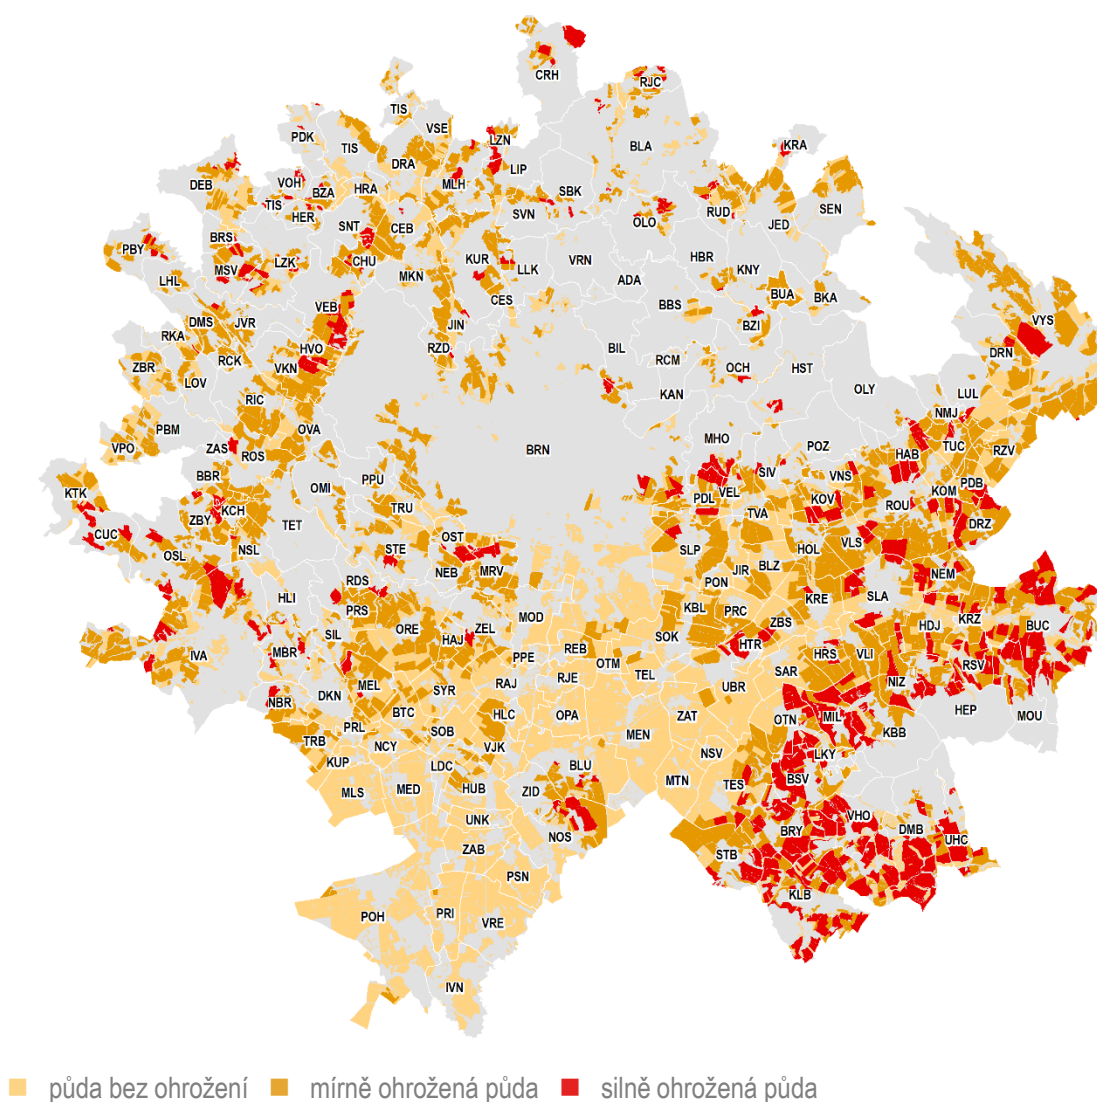 CRH
RJC
TIS
VSE
PDK
TIS
LZN
BLA
KRA
DRA
LIP
DEB
VOH
BZA
HRA
MLH
SBK
TIS
HER
SVN
OLO
RUD
JED
SEN
BRS
SNT
CEB
PBY
MSV
LZK
CHU
MKN
KUR
LLK
VRN
ADA
HBR
KNY
LHL
CES
BBS
BUA
BKA
VEB
JIN
BZI
VYS
DMS
JVR
RKA
RZD
BIL
DRN
ZBR
RCK
HVO
VKN
RCM
OCH
HST
LOV
KAN
OLY
LUL
RIC
NMJ
VPO
PBM
OVA
ZAS
ROS
BRN
MHO
POZ
HAB
TUC
RZV
KTK
BBR
OMI
PPU
VEL
SIV
VNS
KOM
PDB
ZBY
KCH
TET
TRU
PDL
TVA
KOV
ROU
DRZ
CUC
OSL
NSL
STE
OST
SLP
HOL
VLS
NEB
MRV
JIR
BLZ
NEM
HLI
RDS
PON
KRE
SLA
PRS
KBL
PRC
ZBS
IVA
SIL
ORE
HAJ
ZEL
MOD
SOK
HTR
HDJ
KRZ
BUC
MBR
PPE
REB
OTM
HRS
VLI
RSV
NBR
DKN
MEL
SYR
RAJ
RJE
TEL
UBR
SAR
NIZ
TRB
PRL
BTC
SOB
HLC
OPA
ZAT
OTN
MIL
HEP
MOU
KUP
NCY
VJK
MEN
NSV
LKY
KBB
MLS
MED
LDC
HUB
ZID
BLU
MTN
TES
BSV
UNK
NOS
BRY
VHO
DMB
UHC
ZAB
STB
PSN
KLB
POH
PRI
VRE
IVN
půda bez ohrožení
mírně ohrožená půda
silně ohrožená půda